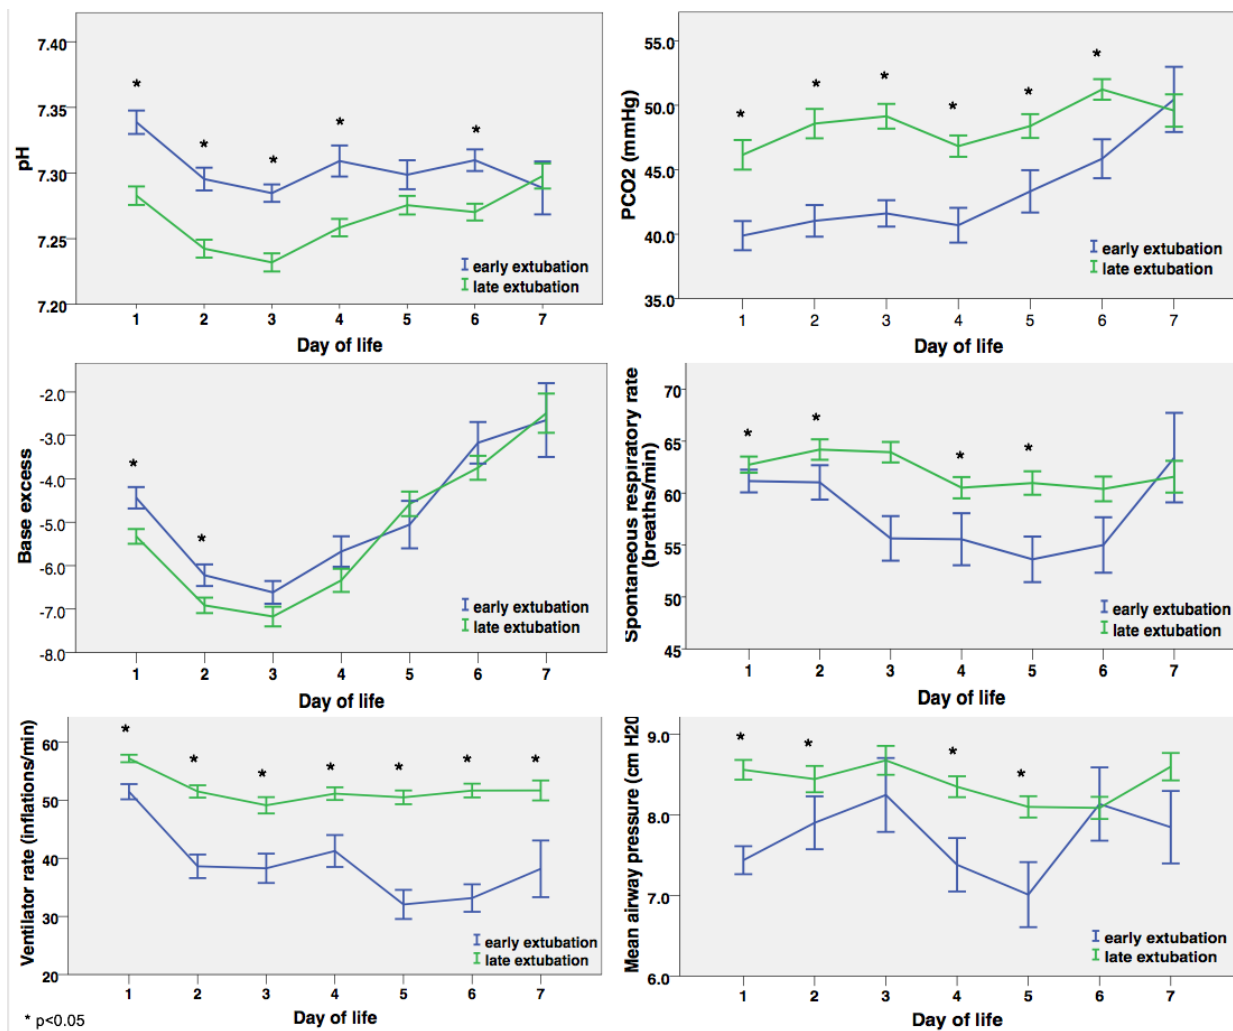 7.40
7.35
7.30
7.25
7.20
pH
* * * * *
early extubation
late extubation
1 2 3 4 5 6 7
Day of life
55.0
50.0
45.0
40.0
35.0
PCO2 (mmHg)
* * * * * *
early extubation
late extubation
1 2 3 4 5 6 7
Day of life
-2.0
-3.0
-4.0
-5.0
-6.0
-7.0
-8.0
Base excess
* *
early extubation
late extubation
1 2 3 4 5 6 7
Day of life
70
65
60
55
50
45
Spontaneous respiratory rate
(breaths/min)
* * * *
early extubation
late extubation
1 2 3 4 5 6 7
Day of life
60
50
40
30
20
Ventilator rate (inflations/min)
* * * * * * *
early extubation
late extubation
1 2 3 4 5 6 7
Day of life
9.0
8.0
7.0
6.0
Mean airway pressure (cm H20
* * * *
early extubation
late extubation
1 2 3 4 5 6 7
Day of life
* p<0.05